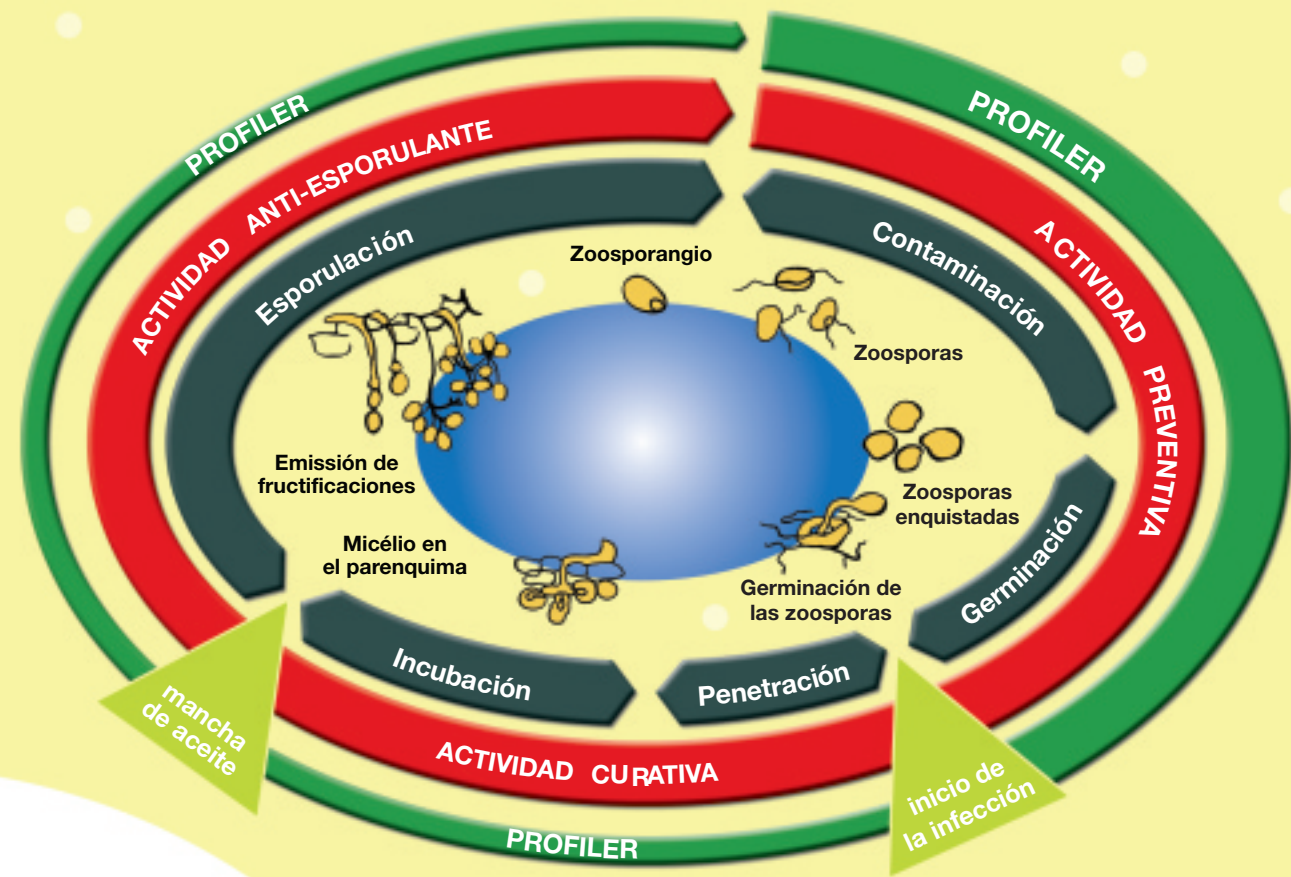 PROFILER
PROFILER
ACTIVIDAD ANTI-ESPORULANTE
ACTIVIDAD PREVENTIVA
Esporulación
Contaminación
Zoosporangio
Zoosporas
Emissión de
fructificaciones
Zoosporas
enquistadas
Micélio en
el parenquima
Germinación de
las zoosporas
Germinación
Incubación
Penetración
mancha
de aceite
ACTIVIDAD CURATIVA
inicio de
la infección
PROFILER